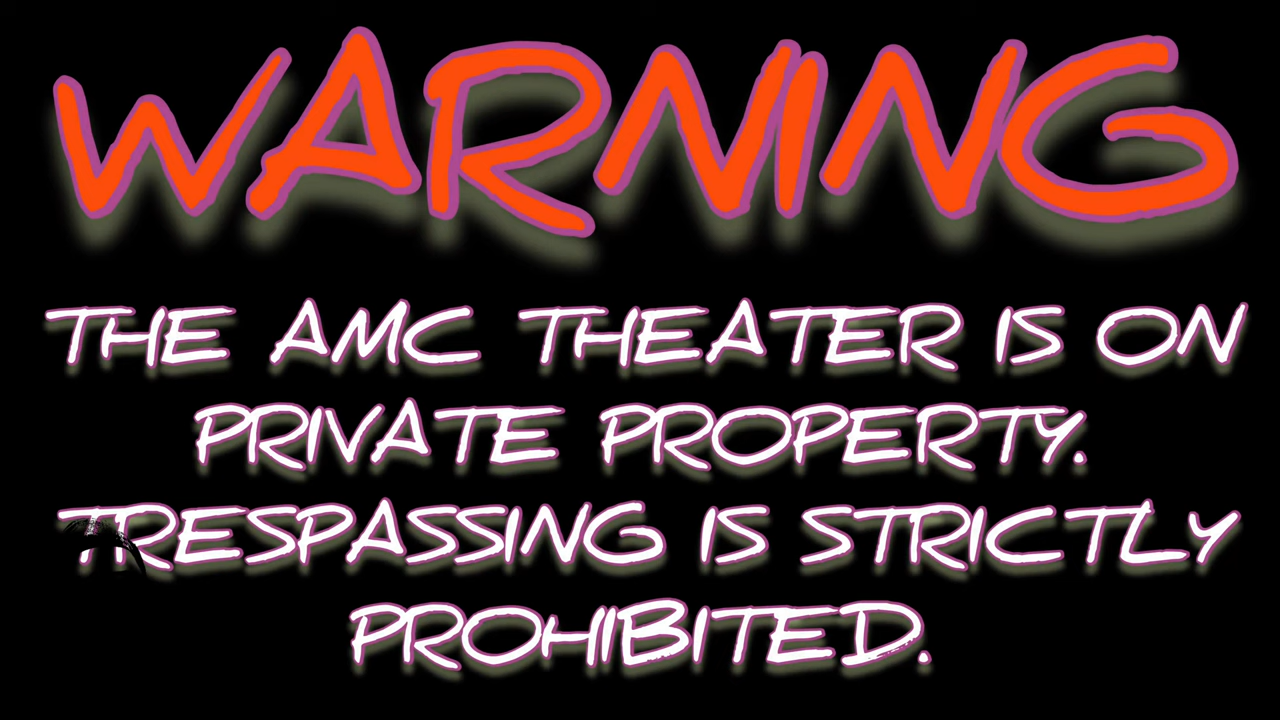 WARNING
THE AMC THEATER IS ON
PRIVATE PROPERTY.
TRESPASSING IS STRICTLY
PROHIBITED.